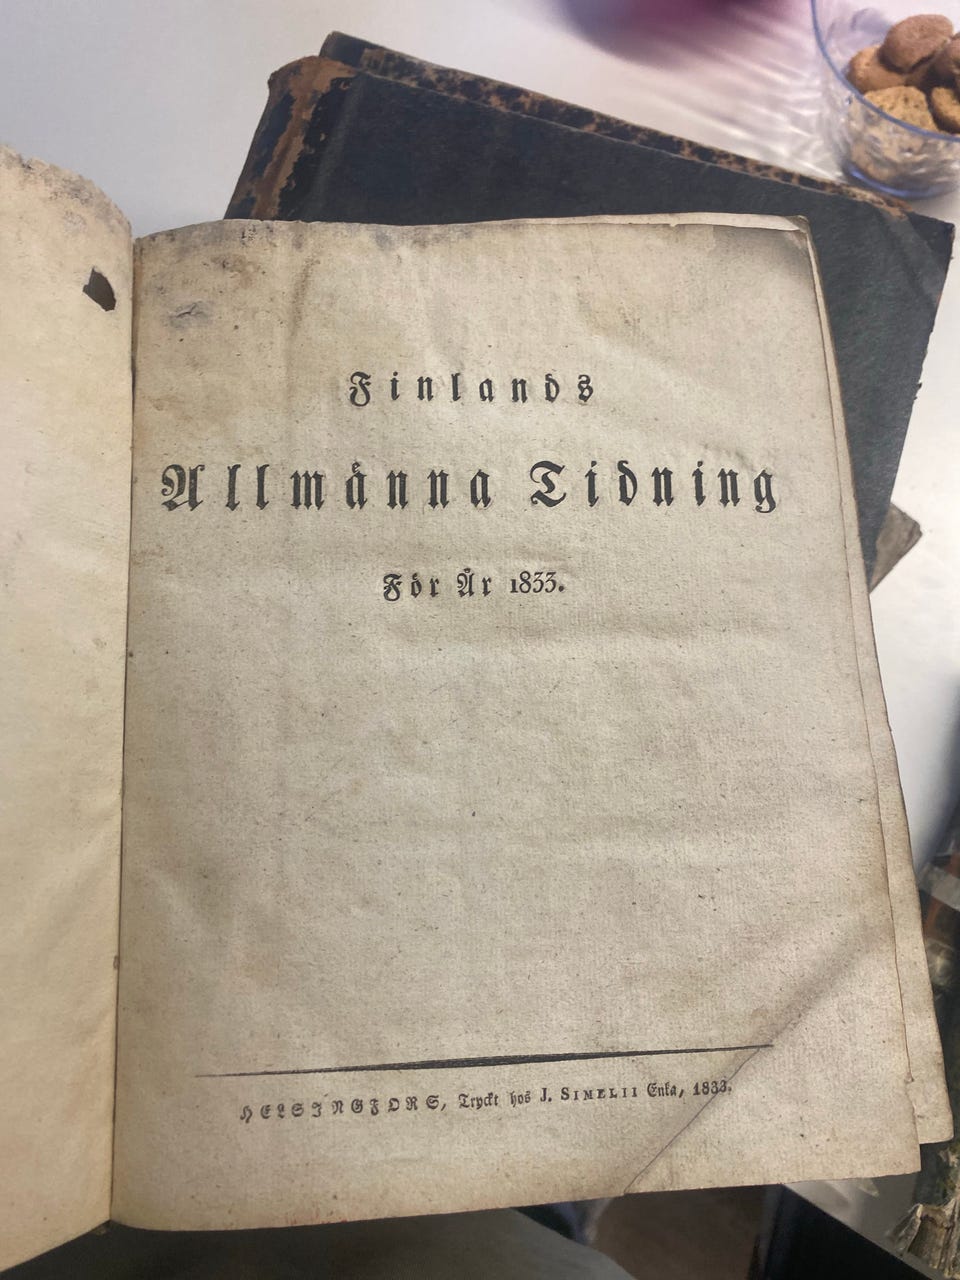 Finlands
Allmänna Tidning
För År 1833.
HELSINGFORS, Tryckt hos J. SIMELII Enka, 1833.